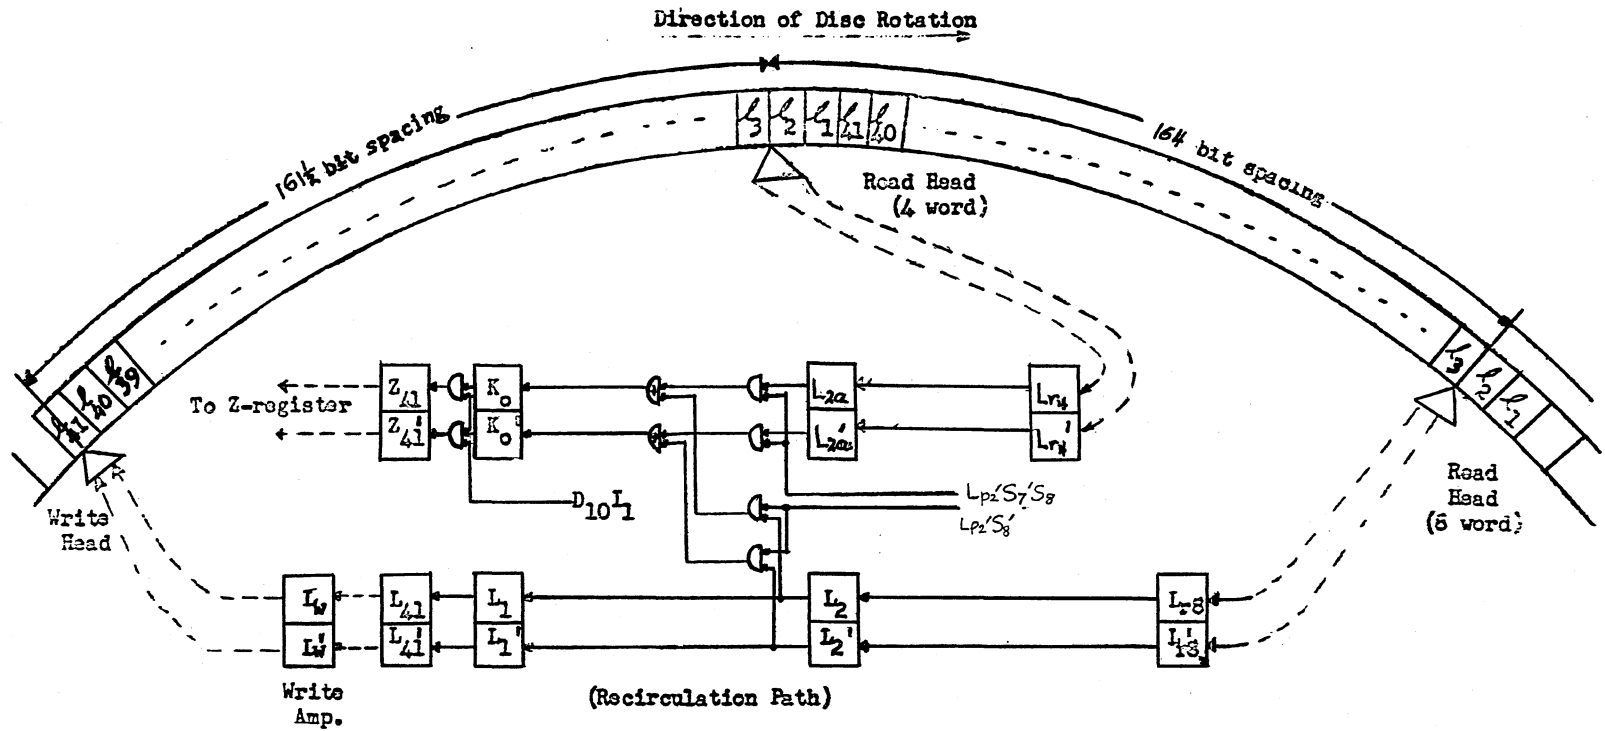 Direction of Disc Rotation
161½ bit spacing
164 bit spacing
l3 l2 l1 l41 l40
Read Head
(4 word)
l41 l40 l39
l3 l2 l1
Z41 K0 L2a Lr4
To Z-register
Z41' K0' L2a' Lr4'
Lp2'S7'S8
D10I1
Lp2'S8'
Write
Head
Read
Head
(8 word)
Lw L41 L1 L2 Lr8
Lw' L41' L1' L2'
Write
Amp.
(Recirculation Path)